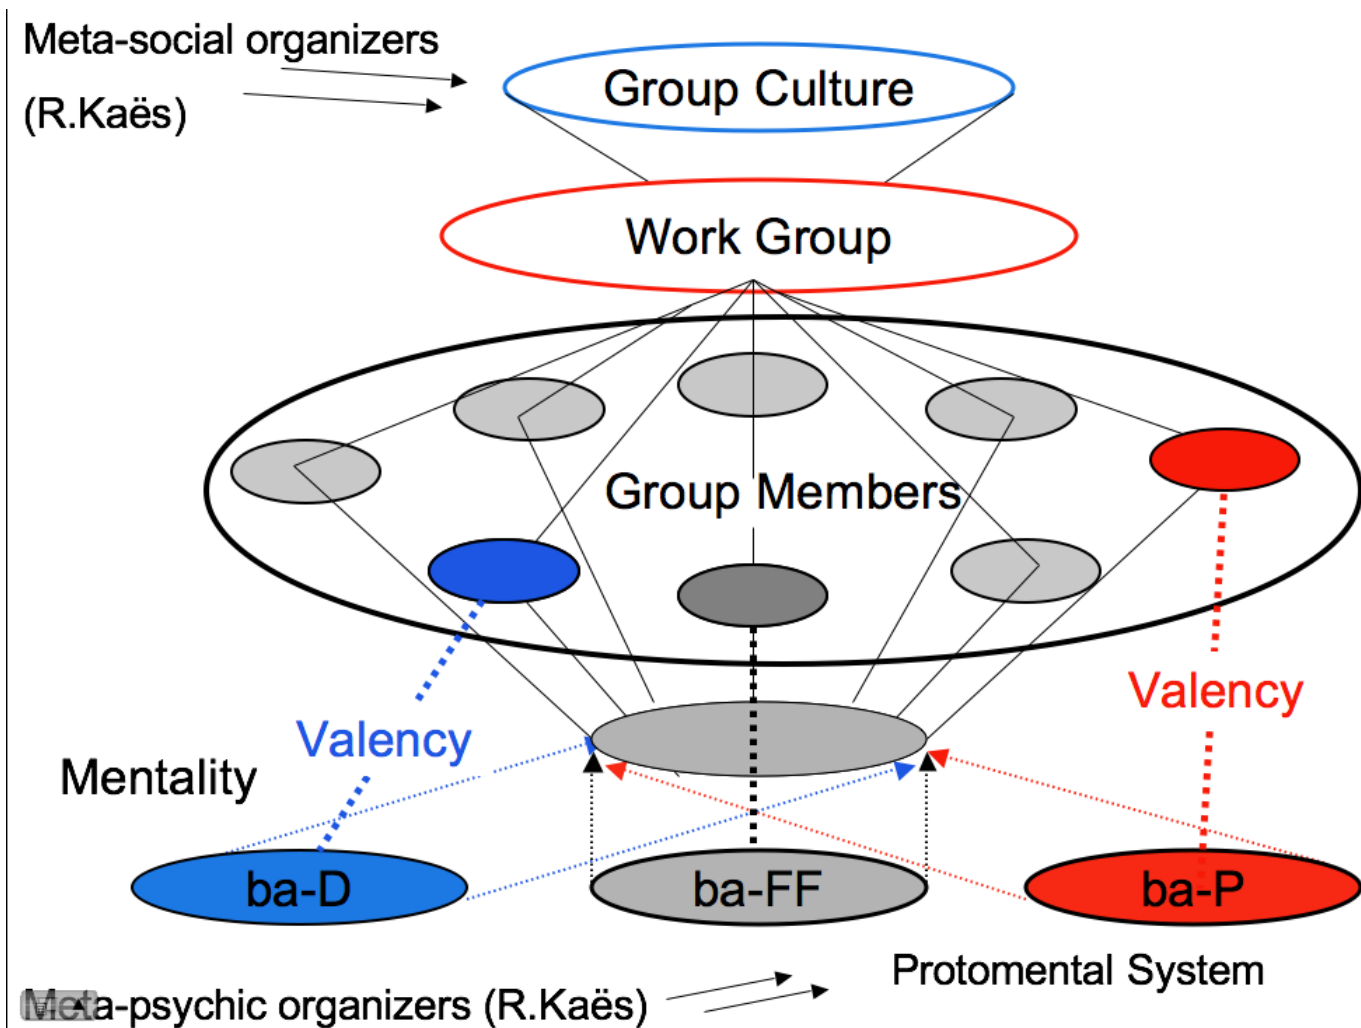 Meta-social organizers
(R.Kaës)
Group Culture
Work Group
Group Members
Valency
Valency
Mentality
ba-D
ba-FF
ba-P
Protomental System
Meta-psychic organizers (R.Kaës)